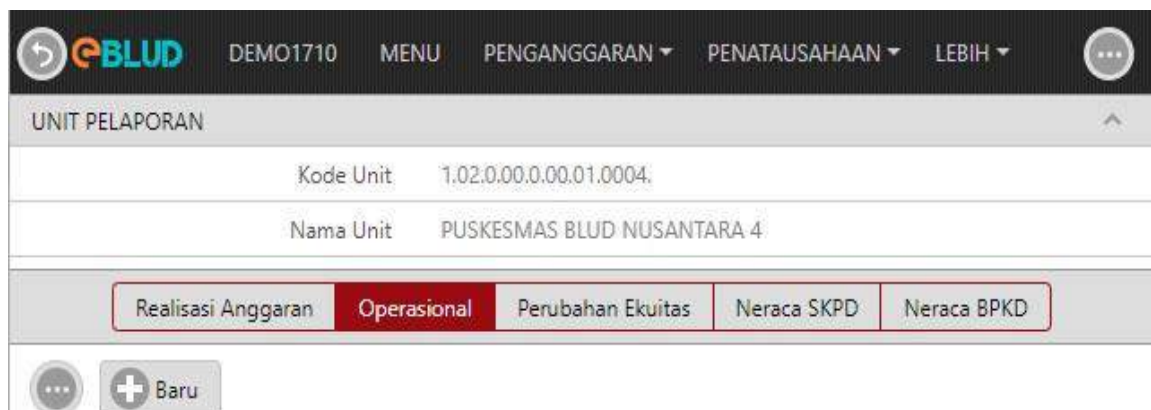 eBLUD DEMO1710 MENU PENGANGGARAN PENATAUSAHAAN LEBIH
UNIT PELAPORAN
Kode Unit 1.02.0.00.0.00.01.0004.
Nama Unit PUSKESMAS BLUD NUSANTARA 4
Realisasi Anggaran Operasional Perubahan Ekuitas Neraca SKPD Neraca BPKD
Baru